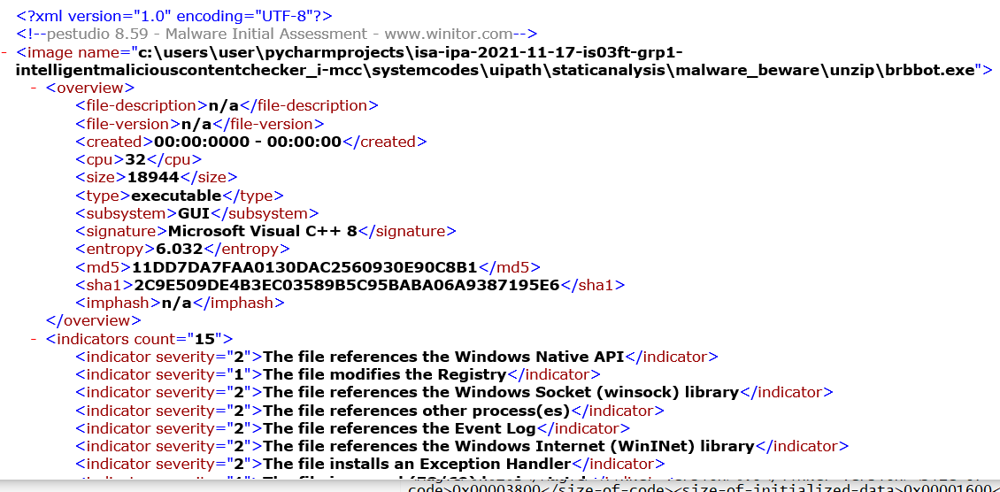 <?xml version="1.0" encoding="UTF-8"?>
<!--pestudio 8.59 - Malware Initial Assessment - www.winitor.com-->
- <image name="c:\users\user\pycharmprojects\isa-ipa-2021-11-17-is03ft-grp1-
intelligentmaliciouscontentchecker_i-mcc\systemcodes\uipath\staticanalysis\malware_beware\unzip\brbbot.exe">
- <overview>
<file-description>n/a</file-description>
<file-version>n/a</file-version>
<created>00:00:0000 - 00:00:00</created>
<cpu>32</cpu>
<size>18944</size>
<type>executable</type>
<subsystem>GUI</subsystem>
<signature>Microsoft Visual C++ 8</signature>
<entropy>6.032</entropy>
<md5>11DD7DA7FAA0130DAC2560930E90C8B1</md5>
<sha1>2C9E509DE4B3EC03589B5C95BABA06A9387195E6</sha1>
<imphash>n/a</imphash>
</overview>
- <indicators count="15">
<indicator severity="2">The file references the Windows Native API</indicator>
<indicator severity="1">The file modifies the Registry</indicator>
<indicator severity="2">The file references the Windows Socket (winsock) library</indicator>
<indicator severity="2">The file references other process(es)</indicator>
<indicator severity="2">The file references the Event Log</indicator>
<indicator severity="2">The file references the Windows Internet (WinINet) library</indicator>
<indicator severity="2">The file installs an Exception Handler</indicator>
code>0x00003800</size-of-code><size-of-initialized-data>0x00001600<